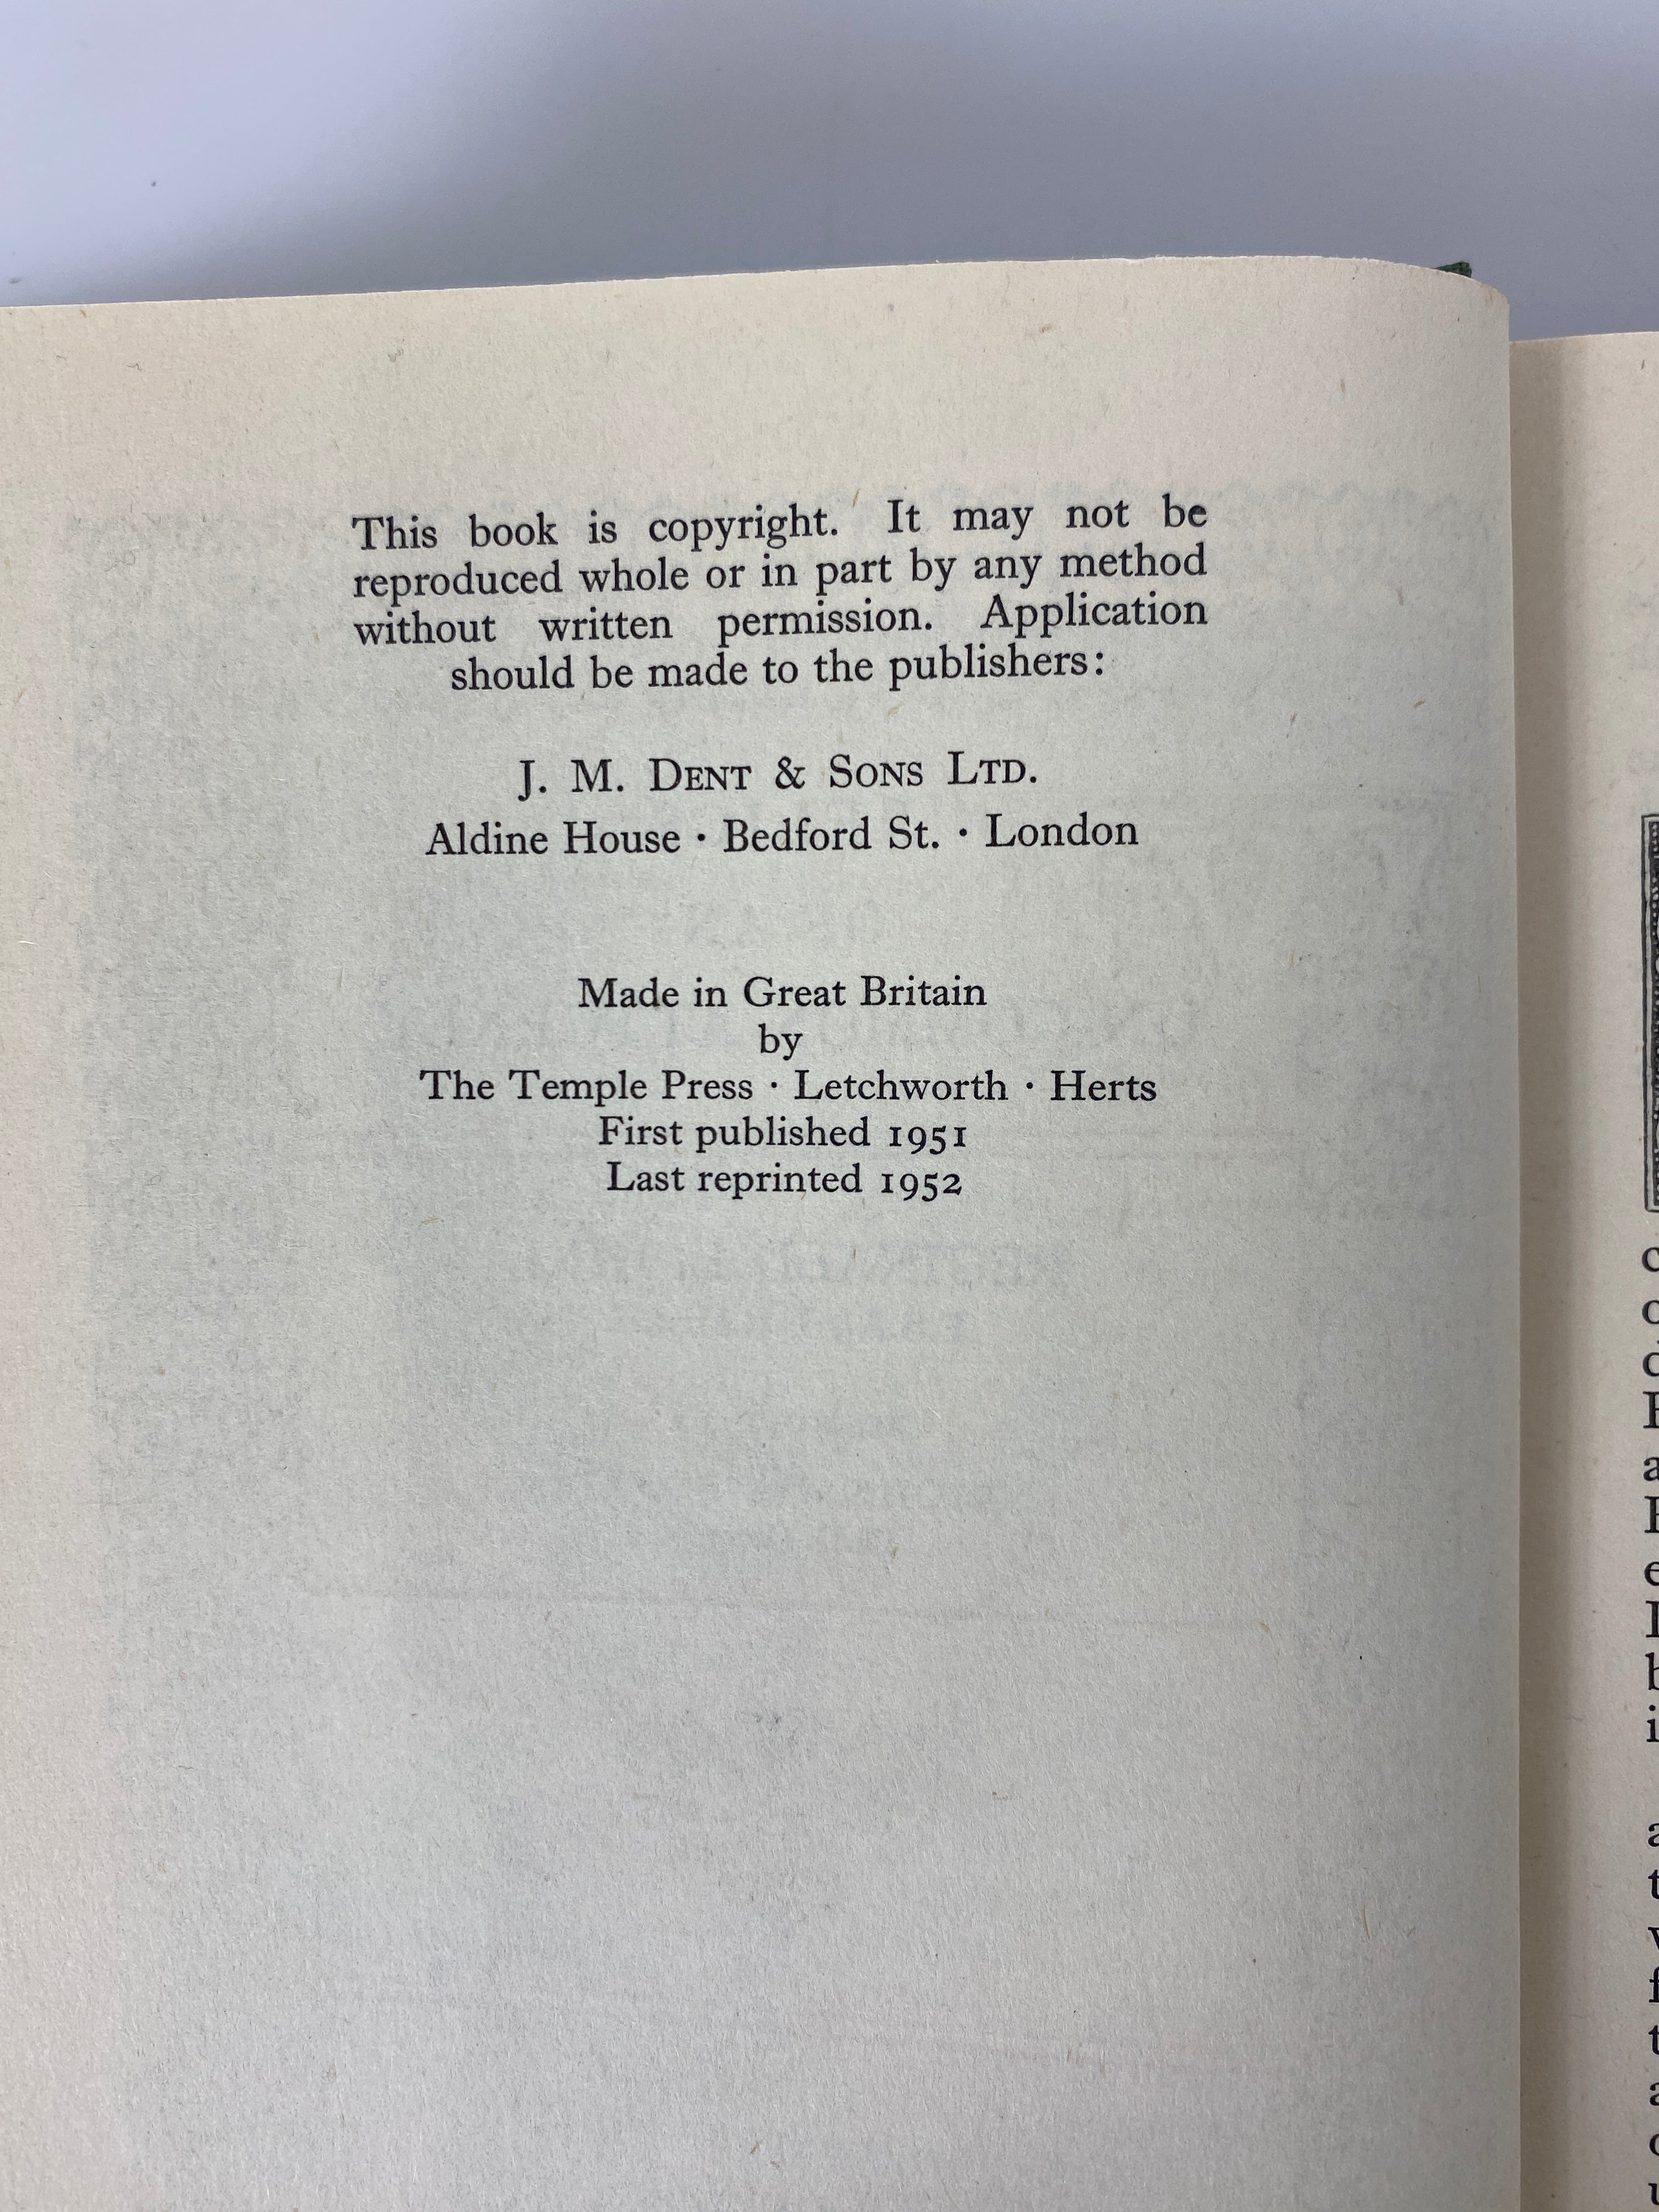 This book is copyright. It may not be
reproduced whole or in part by any method
without written permission. Application
should be made to the publishers:
J. M. DENT & SONS LTD.
Aldine House · Bedford St. · London
Made in Great Britain
by
The Temple Press · Letchworth · Herts
First published 1951
Last reprinted 1952